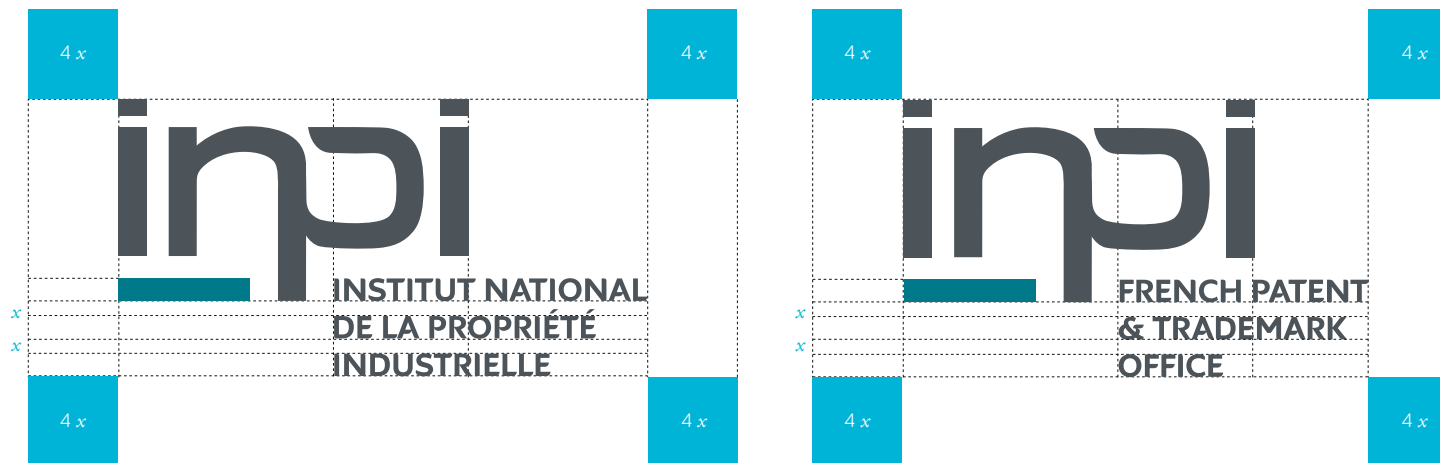 4 x
4 x
4 x
4 x
inpi
inpi
INSTITUT NATIONAL
DE LA PROPRIÉTÉ
INDUSTRIELLE
FRENCH PATENT
& TRADEMARK
OFFICE
x
x
x
x
4 x
4 x
4 x
4 x